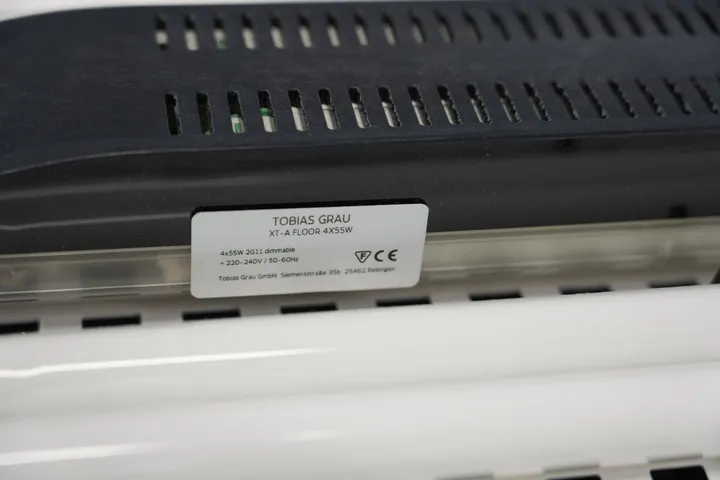 TOBIAS GRAU
XT-A FLOOR 4X55W
4x55W 2G11 dimmable
~ 220-240V / 50-60Hz
F CE
Tobias Grau GmbH Siemensstraße 35b 25462 Rellingen